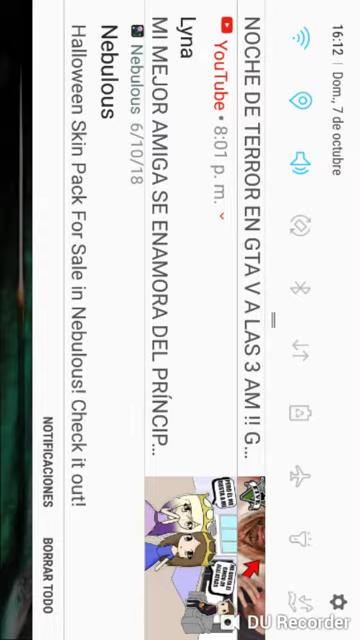 16:12 | Dom., 7 de octubre
NOCHE DE TERROR EN GTA V A LAS 3 AM !! G...
YouTube • 8:01 p. m.
Lyna
MI MEJOR AMIGA SE ENAMORA DEL PRÍNCIP...
Nebulous 6/10/18
Nebulous
Halloween Skin Pack For Sale in Nebulous! Check it out!
NOTIFICACIONES BORRAR TODO
DU Recorder